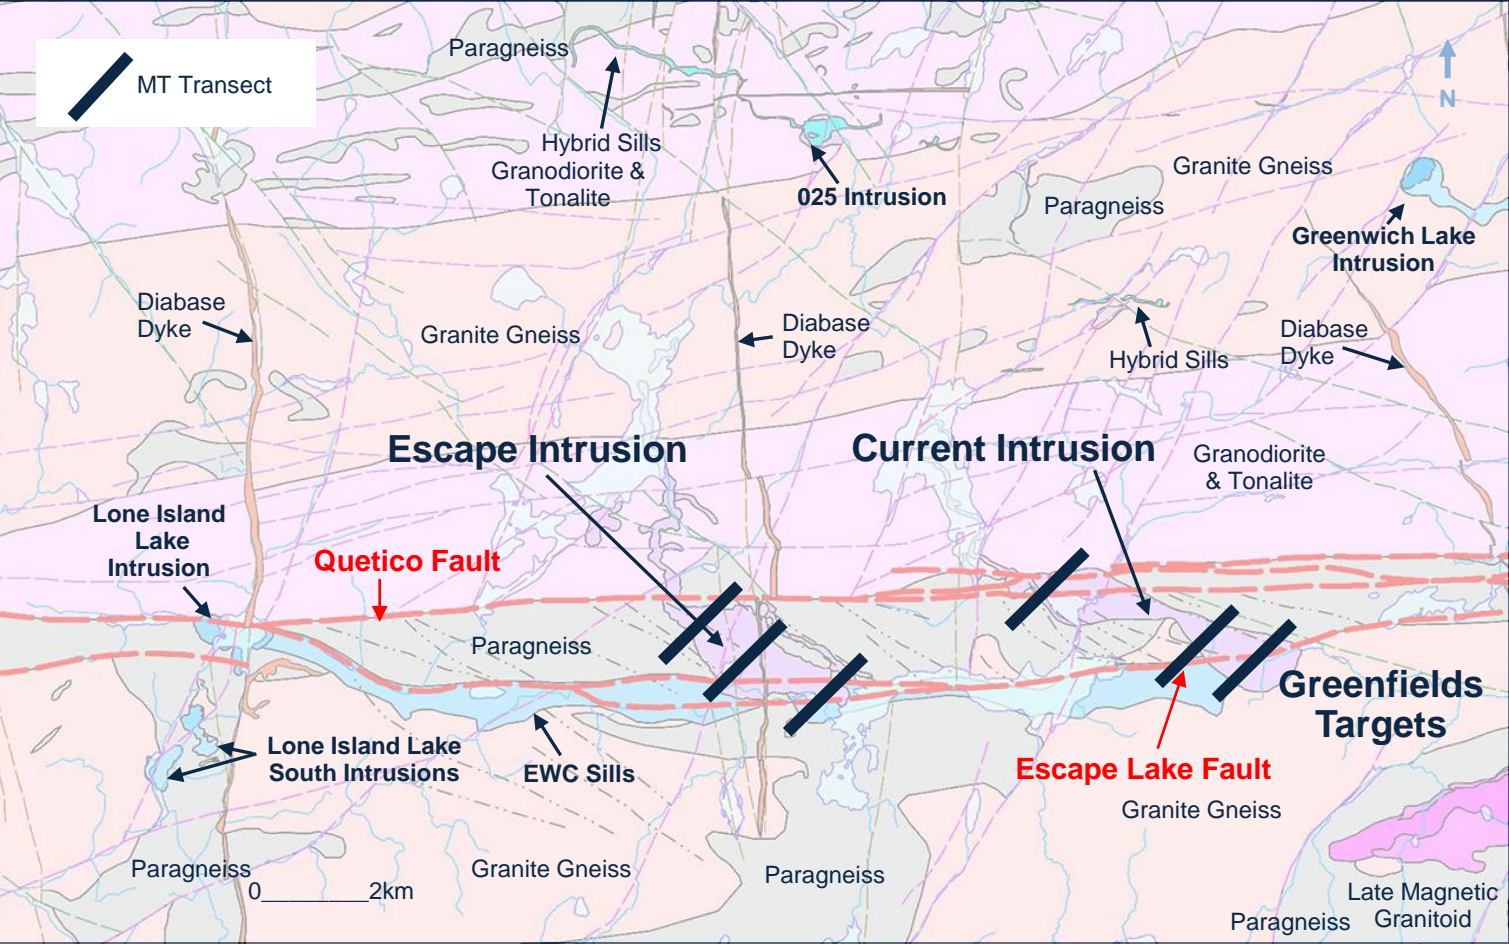 Paragneiss
MT Transect
N
Hybrid Sills
Granodiorite &
Tonalite
025 Intrusion
Granite Gneiss
Paragneiss
Greenwich Lake
Intrusion
Diabase
Dyke
Granite Gneiss
Diabase
Dyke
Hybrid Sills
Diabase
Dyke
Escape Intrusion
Current Intrusion
Granodiorite
& Tonalite
Lone Island
Lake
Intrusion
Quetico Fault
Paragneiss
Greenfields
Targets
Lone Island Lake
South Intrusions
EWC Sills
Escape Lake Fault
Granite Gneiss
Paragneiss
Granite Gneiss
Paragneiss
0_________2km
Late Magnetic
Granitoid
Paragneiss